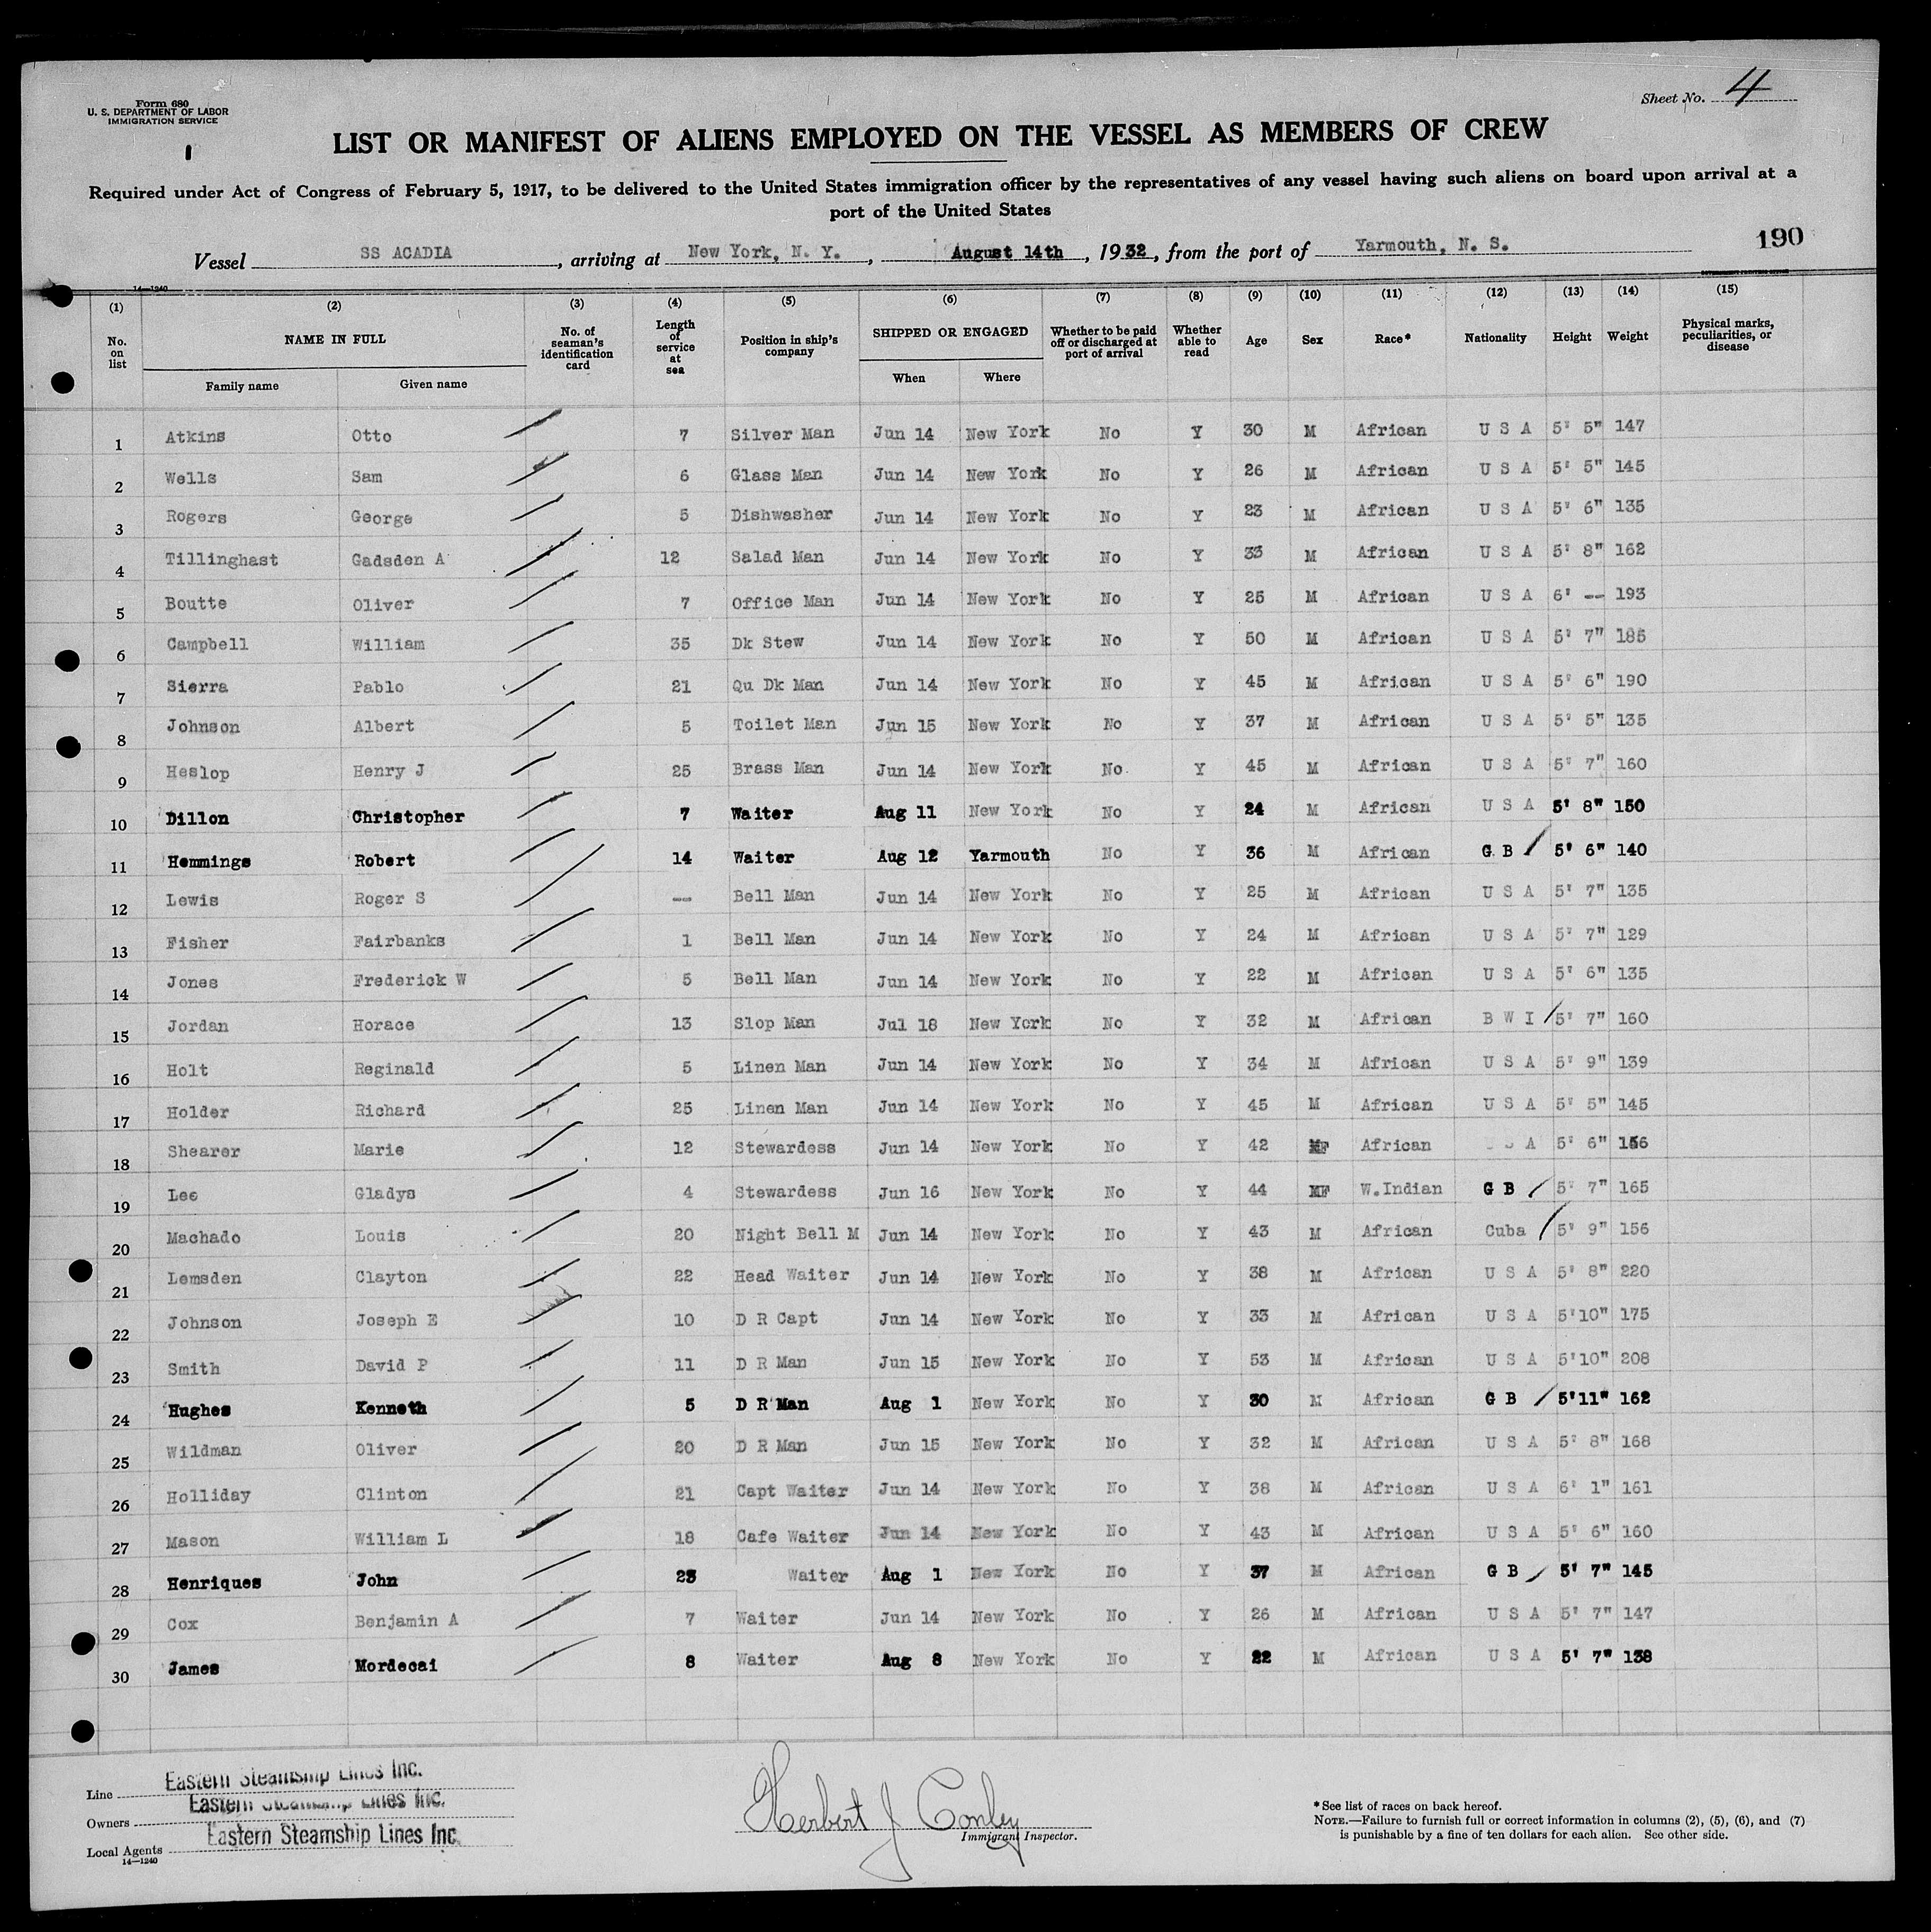 Form 680
U. S. DEPARTMENT OF LABOR
IMMIGRATION SERVICE
Sheet No. 4
LIST OR MANIFEST OF ALIENS EMPLOYED ON THE VESSEL AS MEMBERS OF CREW
Required under Act of Congress of February 5, 1917, to be delivered to the United States immigration officer by the representatives of any vessel having such aliens on board upon arrival at a
port of the United States
Vessel SS ACADIA, arriving at New York, N. Y., August 14th, 1932, from the port of Yarmouth, N. S. 190
14—1240
(1) (2) (3) (4) (5) (6) (7) (8) (9) (10) (11) (12) (13) (14) (15)
No. on list NAME IN FULL Family name Given name No. of seaman's identification card Length of service at sea Position in ship's company SHIPPED OR ENGAGED When Where Whether to be paid off or discharged at port of arrival Whether able to read Age Sex Race* Nationality Height Weight Physical marks, peculiarities, or disease
1 Atkins Otto 7 Silver Man Jun 14 New York No Y 30 M African U S A 5' 5" 147
2 Wells Sam 6 Glass Man Jun 14 New York No Y 26 M African U S A 5' 5" 145
3 Rogers George 5 Dishwasher Jun 14 New York No Y 23 M African U S A 5' 6" 135
4 Tillinghast Gadsden A 12 Salad Man Jun 14 New York No Y 33 M African U S A 5' 8" 162
5 Boutte Oliver 7 Office Man Jun 14 New York No Y 25 M African U S A 6' -- 193
6 Campbell William 35 Dk Stew Jun 14 New York No Y 50 M African U S A 5' 7" 185
7 Sierra Pablo 21 Qu Dk Man Jun 14 New York No Y 45 M African U S A 5' 6" 190
8 Johnson Albert 5 Toilet Man Jun 15 New York No Y 37 M African U S A 5' 5" 135
9 Heslop Henry J 25 Brass Man Jun 14 New York No Y 45 M African U S A 5' 7" 160
10 Dillon Christopher 7 Waiter Aug 11 New York No Y 24 M African U S A 5' 8" 150
11 Hemmings Robert 14 Waiter Aug 12 Yarmouth No Y 36 M African G B 5' 6" 140
12 Lewis Roger S -- Bell Man Jun 14 New York No Y 25 M African U S A 5' 7" 135
13 Fisher Fairbanks 1 Bell Man Jun 14 New York No Y 24 M African U S A 5' 7" 129
14 Jones Frederick W 5 Bell Man Jun 14 New York No Y 22 M African U S A 5' 6" 135
15 Jordan Horace 13 Slop Man Jul 18 New York No Y 32 M African B W I 5' 7" 160
16 Holt Reginald 5 Linen Man Jun 14 New York No Y 34 M African U S A 5' 9" 139
17 Holder Richard 25 Linen Man Jun 14 New York No Y 45 M African U S A 5' 5" 145
18 Shearer Marie 12 Stewardess Jun 14 New York No Y 42 F African A 5' 6" 156
19 Lee Gladys 4 Stewardess Jun 16 New York No Y 44 F W.Indian G B 5' 7" 165
20 Machado Louis 20 Night Bell M Jun 14 New York No Y 43 M African Cuba 5' 9" 156
21 Lemsden Clayton 22 Head Waiter Jun 14 New York No Y 38 M African U S A 5' 8" 220
22 Johnson Joseph E 10 D R Capt Jun 14 New York No Y 33 M African U S A 5'10" 175
23 Smith David P 11 D R Man Jun 15 New York No Y 53 M African U S A 5'10" 208
24 Hughes Kenneth 5 D R Man Aug 1 New York No Y 30 M African G B 5'11" 162
25 Wildman Oliver 20 D R Man Jun 15 New York No Y 32 M African U S A 5' 8" 168
26 Holliday Clinton 21 Capt Waiter Jun 14 New York No Y 38 M African U S A 6' 1" 161
27 Mason William L 18 Cafe Waiter Jun 14 New York No Y 43 M African U S A 5' 6" 160
28 Henriques John Waiter Aug 1 New York No Y 37 M African G B 5' 7" 145
29 Cox Benjamin A 7 Waiter Jun 14 New York No Y 26 M African U S A 5' 7" 147
30 James Mordecai 8 Waiter Aug 8 New York No Y 22 M African U S A 5' 7" 138
Line Eastern Steamship Lines Inc.
Owners Eastern Steamship Lines Inc.
Local Agents Eastern Steamship Lines Inc.
14—1240
Herbert J Conley
Immigrant Inspector.
*See list of races on back hereof.
NOTE.—Failure to furnish full or correct information in columns (2), (5), (6), and (7)
is punishable by a fine of ten dollars for each alien. See other side.